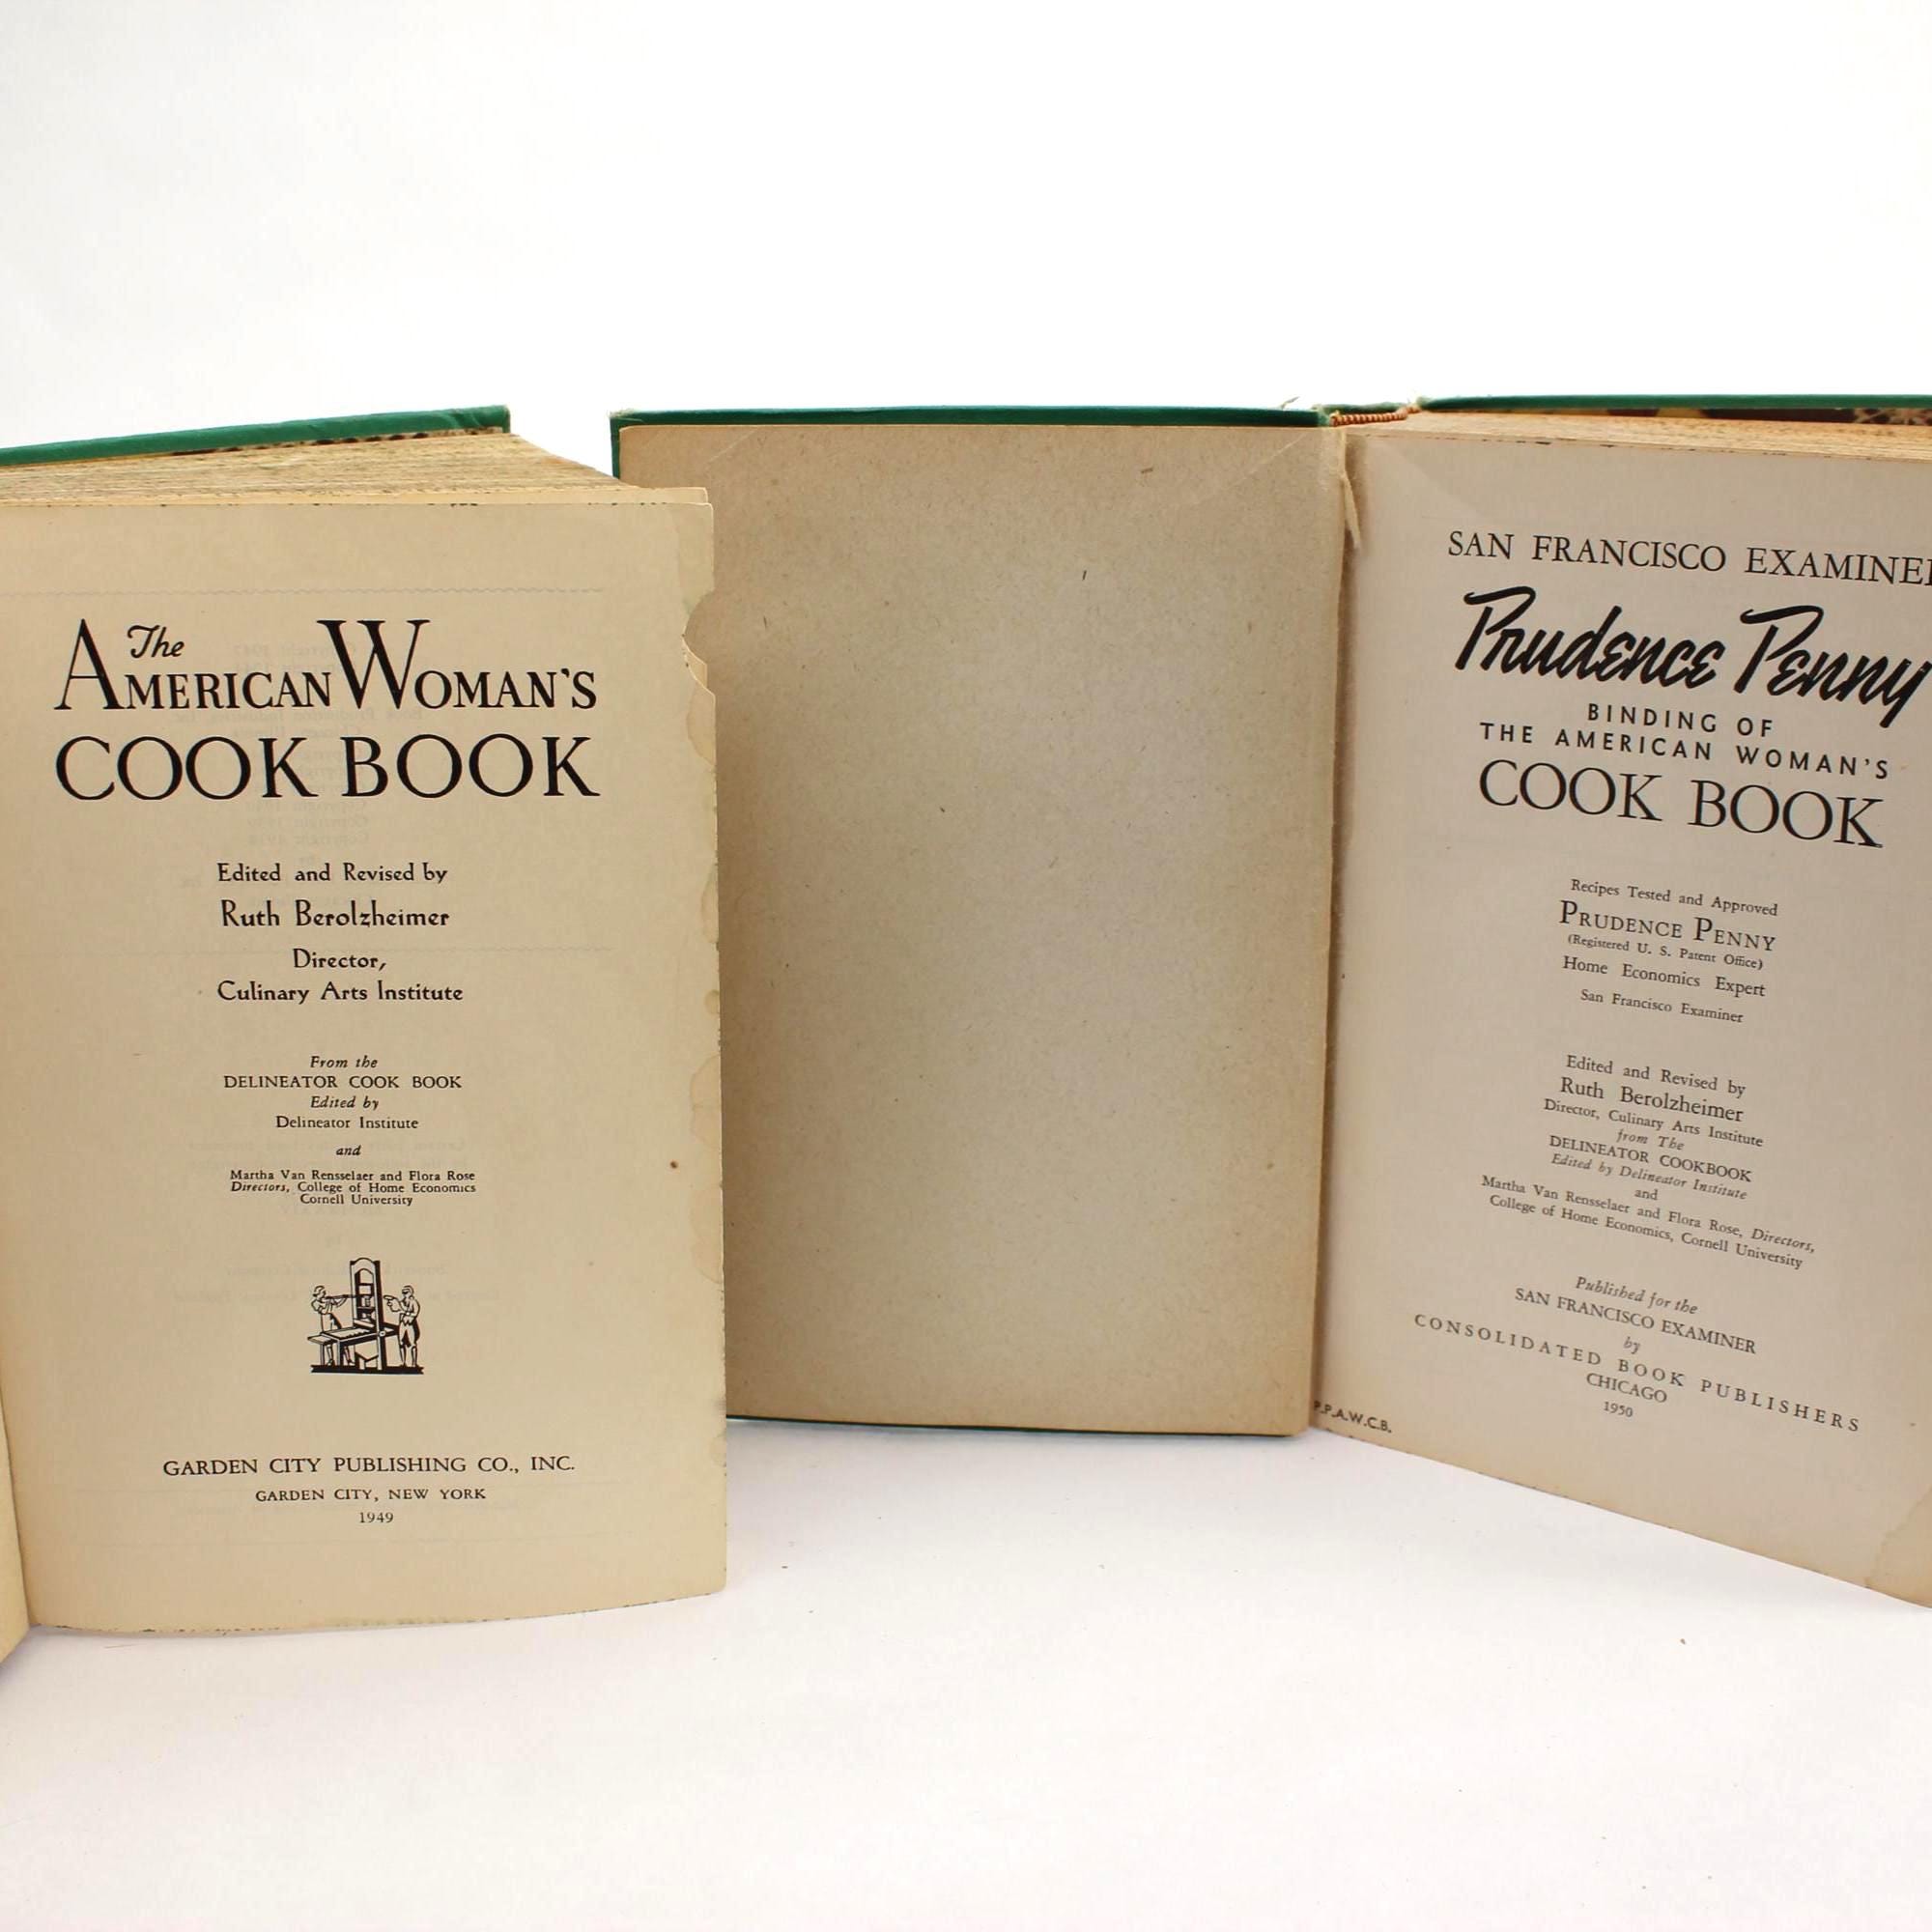 The
AMERICAN WOMAN'S
COOK BOOK
Edited and Revised by
Ruth Berolzheimer
Director,
Culinary Arts Institute
From the
DELINEATOR COOK BOOK
Edited by
Delineator Institute
and
Martha Van Rensselaer and Flora Rose
Directors, College of Home Economics
Cornell University
GARDEN CITY PUBLISHING CO., INC.
GARDEN CITY, NEW YORK
1949
SAN FRANCISCO EXAMINER
Prudence Penny
BINDING OF
THE AMERICAN WOMAN'S
COOK BOOK
Recipes Tested and Approved
PRUDENCE PENNY
(Registered U. S. Patent Office)
Home Economics Expert
San Francisco Examiner
Edited and Revised by
Ruth Berolzheimer
Director, Culinary Arts Institute
from The
DELINEATOR COOKBOOK
Edited by Delineator Institute
and
Martha Van Rensselaer and Flora Rose, Directors,
College of Home Economics, Cornell University
Published for the
SAN FRANCISCO EXAMINER
by
CONSOLIDATED BOOK PUBLISHERS
CHICAGO
1950
P.P.A.W.C.B.